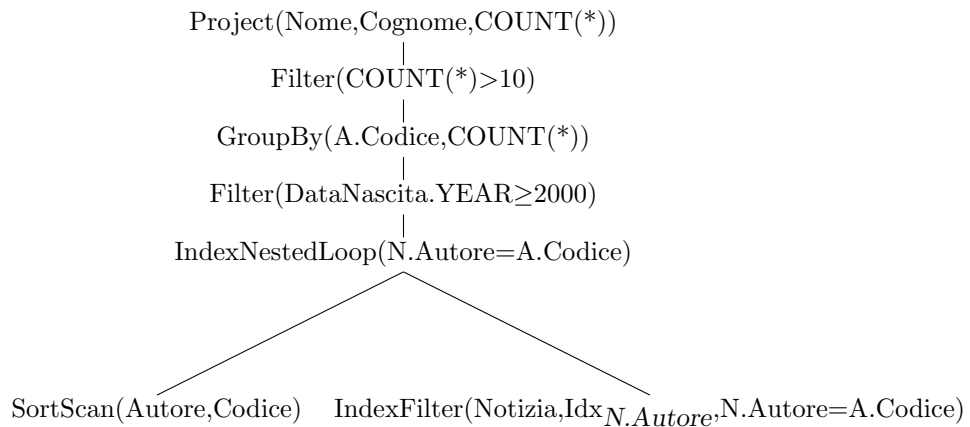 Project(Nome,Cognome,COUNT(*))
Filter(COUNT(*)>10)
GroupBy(A.Codice,COUNT(*))
Filter(DataNascita.YEAR≥2000)
IndexNestedLoop(N.Autore=A.Codice)
SortScan(Autore,Codice) IndexFilter(Notizia,Idx_N.Autore,N.Autore=A.Codice)